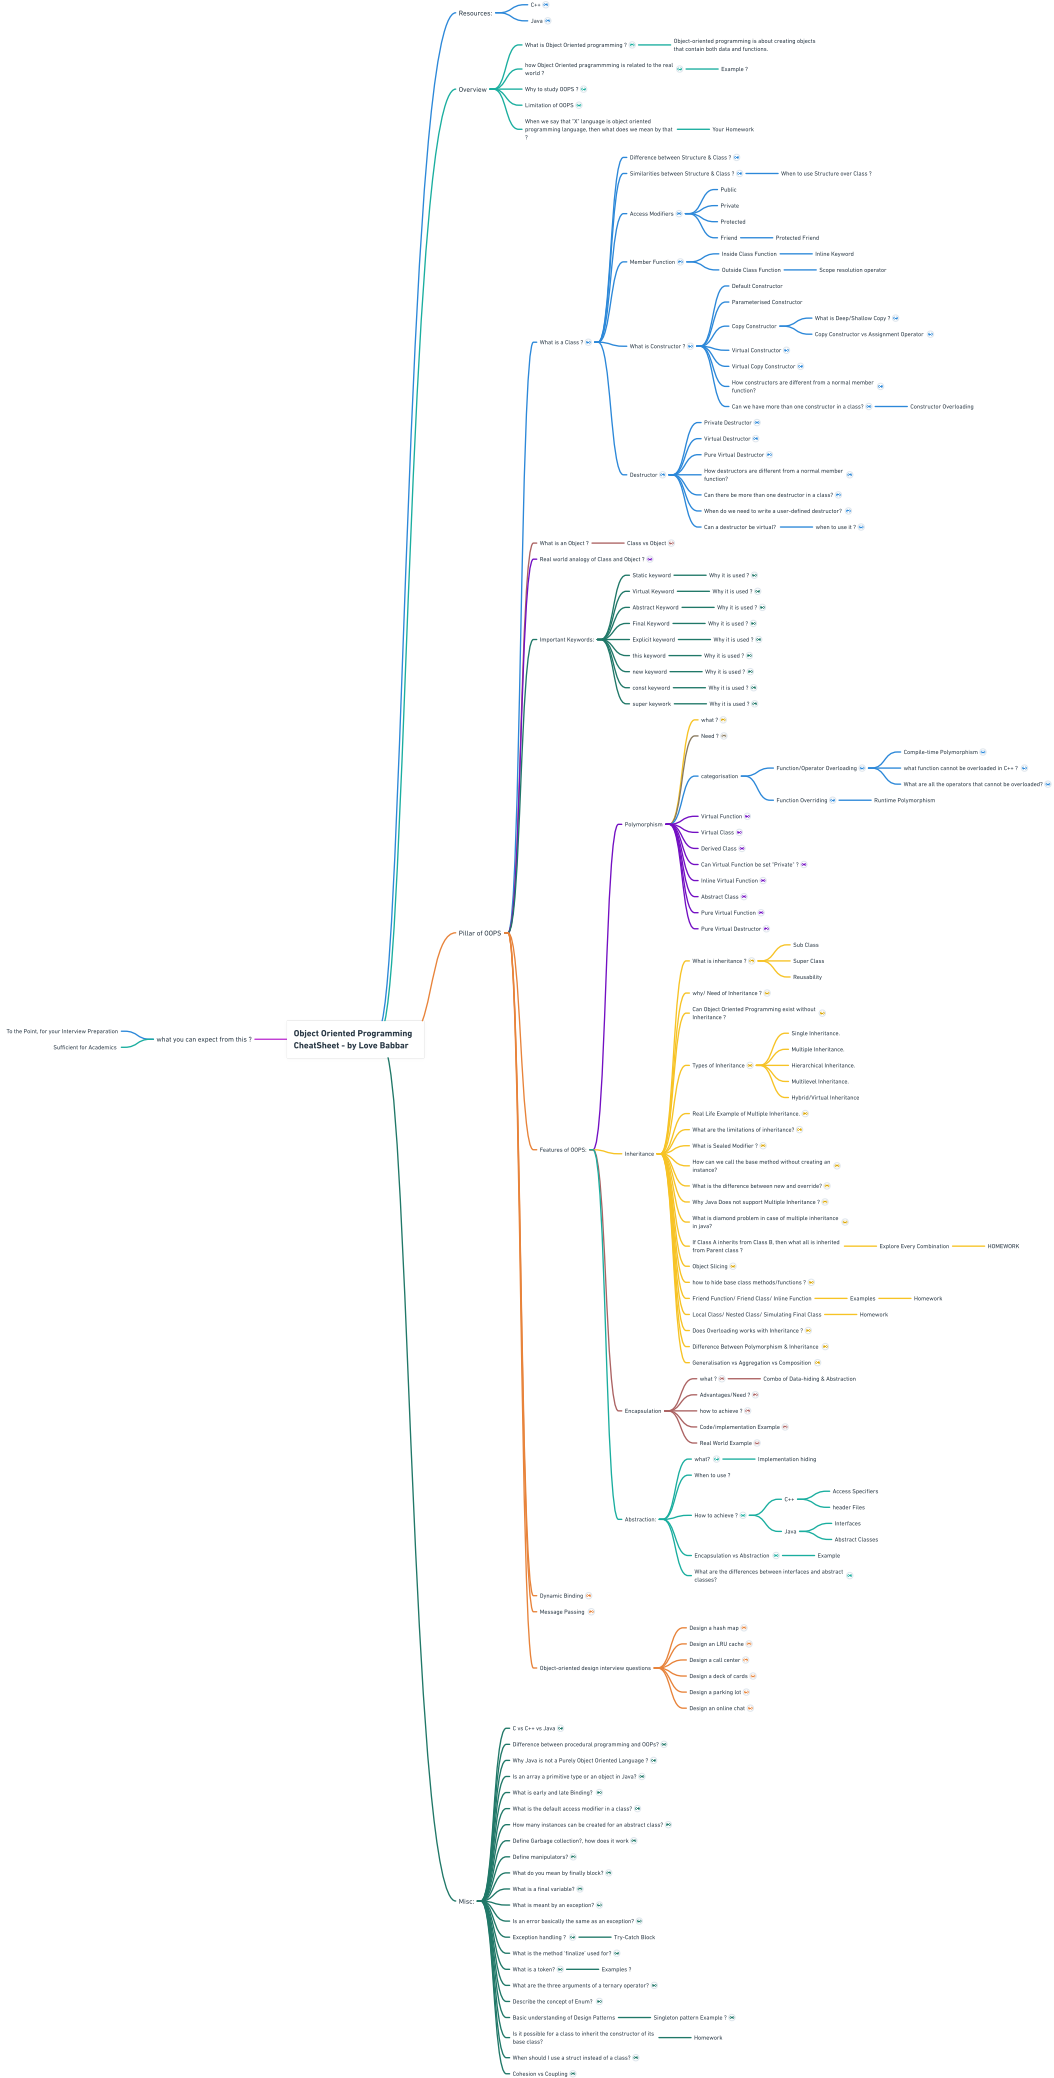 C++
Resources:
Java
What is Object Oriented programming ?
Object-oriented programming is about creating objects
that contain both data and functions.
how Object Oriented programmming is related to the real
world ?
Example ?
Overview
Why to study OOPS ?
Limitation of OOPS
When we say that "X" language is object oriented
programming language, then what does we mean by that
?
Your Homework
Difference between Structure & Class ?
Similarities between Structure & Class ?
When to use Structure over Class ?
Access Modifiers
Public
Private
Protected
Friend
Protected Friend
Member Function
Inside Class Function
Inline Keyword
Outside Class Function
Scope resolution operator
What is a Class ?
What is Constructor ?
Default Constructor
Parameterised Constructor
Copy Constructor
What is Deep/Shallow Copy ?
Copy Constructor vs Assignment Operator
Virtual Constructor
Virtual Copy Constructor
How constructors are different from a normal member
function?
Can we have more than one constructor in a class?
Constructor Overloading
Destructor
Private Destructor
Virtual Destructor
Pure Virtual Destructor
How destructors are different from a normal member
function?
Can there be more than one destructor in a class?
When do we need to write a user-defined destructor?
Can a destructor be virtual?
when to use it ?
What is an Object ?
Class vs Object
Real world analogy of Class and Object ?
Important Keywords:
Static keyword
Why it is used ?
Virtual Keyword
Why it is used ?
Abstract Keyword
Why it is used ?
Final Keyword
Why it is used ?
Explicit keyword
Why it is used ?
this keyword
Why it is used ?
new keyword
Why it is used ?
const keyword
Why it is used ?
super keywork
Why it is used ?
Pillar of OOPS
Features of OOPS:
Polymorphism
what ?
Need ?
categorisation
Function/Operator Overloading
Compile-time Polymorphism
what function cannot be overloaded in C++ ?
What are all the operators that cannot be overloaded?
Function Overriding
Runtime Polymorphism
Virtual Function
Virtual Class
Derived Class
Can Virtual Function be set "Private" ?
Inline Virtual Function
Abstract Class
Pure Virtual Function
Pure Virtual Destructor
Inheritance
What is inheritance ?
Sub Class
Super Class
Reusability
why/ Need of Inheritance ?
Can Object Oriented Programming exist without
Inheritance ?
Types of Inheritance
Single Inheritance.
Multiple Inheritance.
Hierarchical Inheritance.
Multilevel Inheritance.
Hybrid/Virtual Inheritance
Real Life Example of Multiple Inheritance.
What are the limitations of inheritance?
What is Sealed Modifier ?
How can we call the base method without creating an
instance?
What is the difference between new and override?
Why Java Does not support Multiple Inheritance ?
What is diamond problem in case of multiple inheritance
in java?
If Class A inherits from Class B, then what all is inherited
from Parent class ?
Explore Every Combination
HOMEWORK
Object Slicing
how to hide base class methods/functions ?
Friend Function/ Friend Class/ Inline Function
Examples
Homework
Local Class/ Nested Class/ Simulating Final Class
Homework
Does Overloading works with Inheritance ?
Difference Between Polymorphism & Inheritance
Generalisation vs Aggregation vs Composition
Encapsulation
what ?
Combo of Data-hiding & Abstraction
Advantages/Need ?
how to achieve ?
Code/implementation Example
Real World Example
Abstraction:
what?
Implementation hiding
When to use ?
How to achieve ?
C++
Access Specifiers
header Files
Java
Interfaces
Abstract Classes
Encapsulation vs Abstraction
Example
What are the differences between interfaces and abstract
classes?
Dynamic Binding
Message Passing
Object-oriented design interview questions
Design a hash map
Design an LRU cache
Design a call center
Design a deck of cards
Design a parking lot
Design an online chat
Object Oriented Programming
CheatSheet - by Love Babbar
what you can expect from this ?
To the Point, for your Interview Preparation
Sufficient for Academics
Misc:
C vs C++ vs Java
Difference between procedural programming and OOPs?
Why Java is not a Purely Object Oriented Language ?
Is an array a primitive type or an object in Java?
What is early and late Binding?
What is the default access modifier in a class?
How many instances can be created for an abstract class?
Define Garbage collection?, how does it work
Define manipulators?
What do you mean by finally block?
What is a final variable?
What is meant by an exception?
Is an error basically the same as an exception?
Exception handling ?
Try-Catch Block
What is the method 'finalize' used for?
What is a token?
Examples ?
What are the three arguments of a ternary operator?
Describe the concept of Enum?
Basic understanding of Design Patterns
Singleton pattern Example ?
Is it possible for a class to inherit the constructor of its
base class?
Homework
When should I use a struct instead of a class?
Cohesion vs Coupling